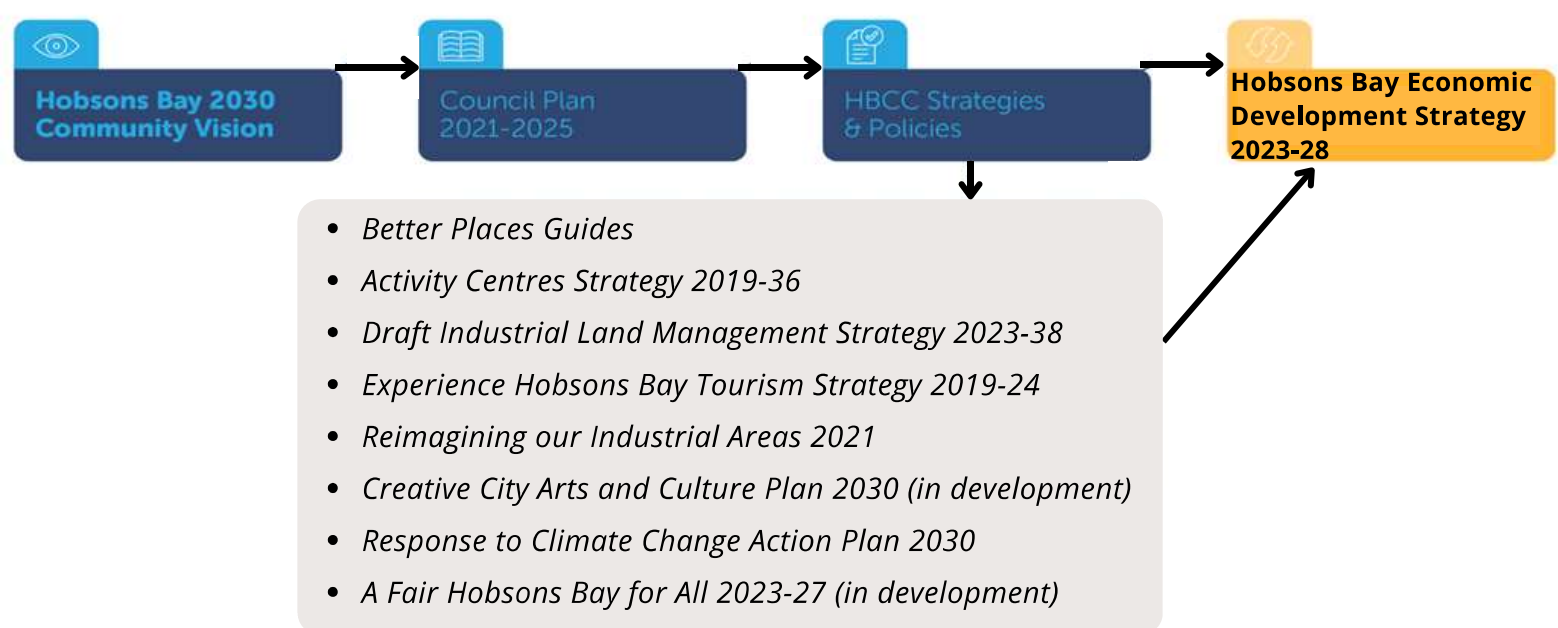 Hobsons Bay 2030
Community Vision
Council Plan
2021-2025
HBCC Strategies
& Policies
Hobsons Bay Economic
Development Strategy
2023-28
• Better Places Guides
• Activity Centres Strategy 2019-36
• Draft Industrial Land Management Strategy 2023-38
• Experience Hobsons Bay Tourism Strategy 2019-24
• Reimagining our Industrial Areas 2021
• Creative City Arts and Culture Plan 2030 (in development)
• Response to Climate Change Action Plan 2030
• A Fair Hobsons Bay for All 2023-27 (in development)